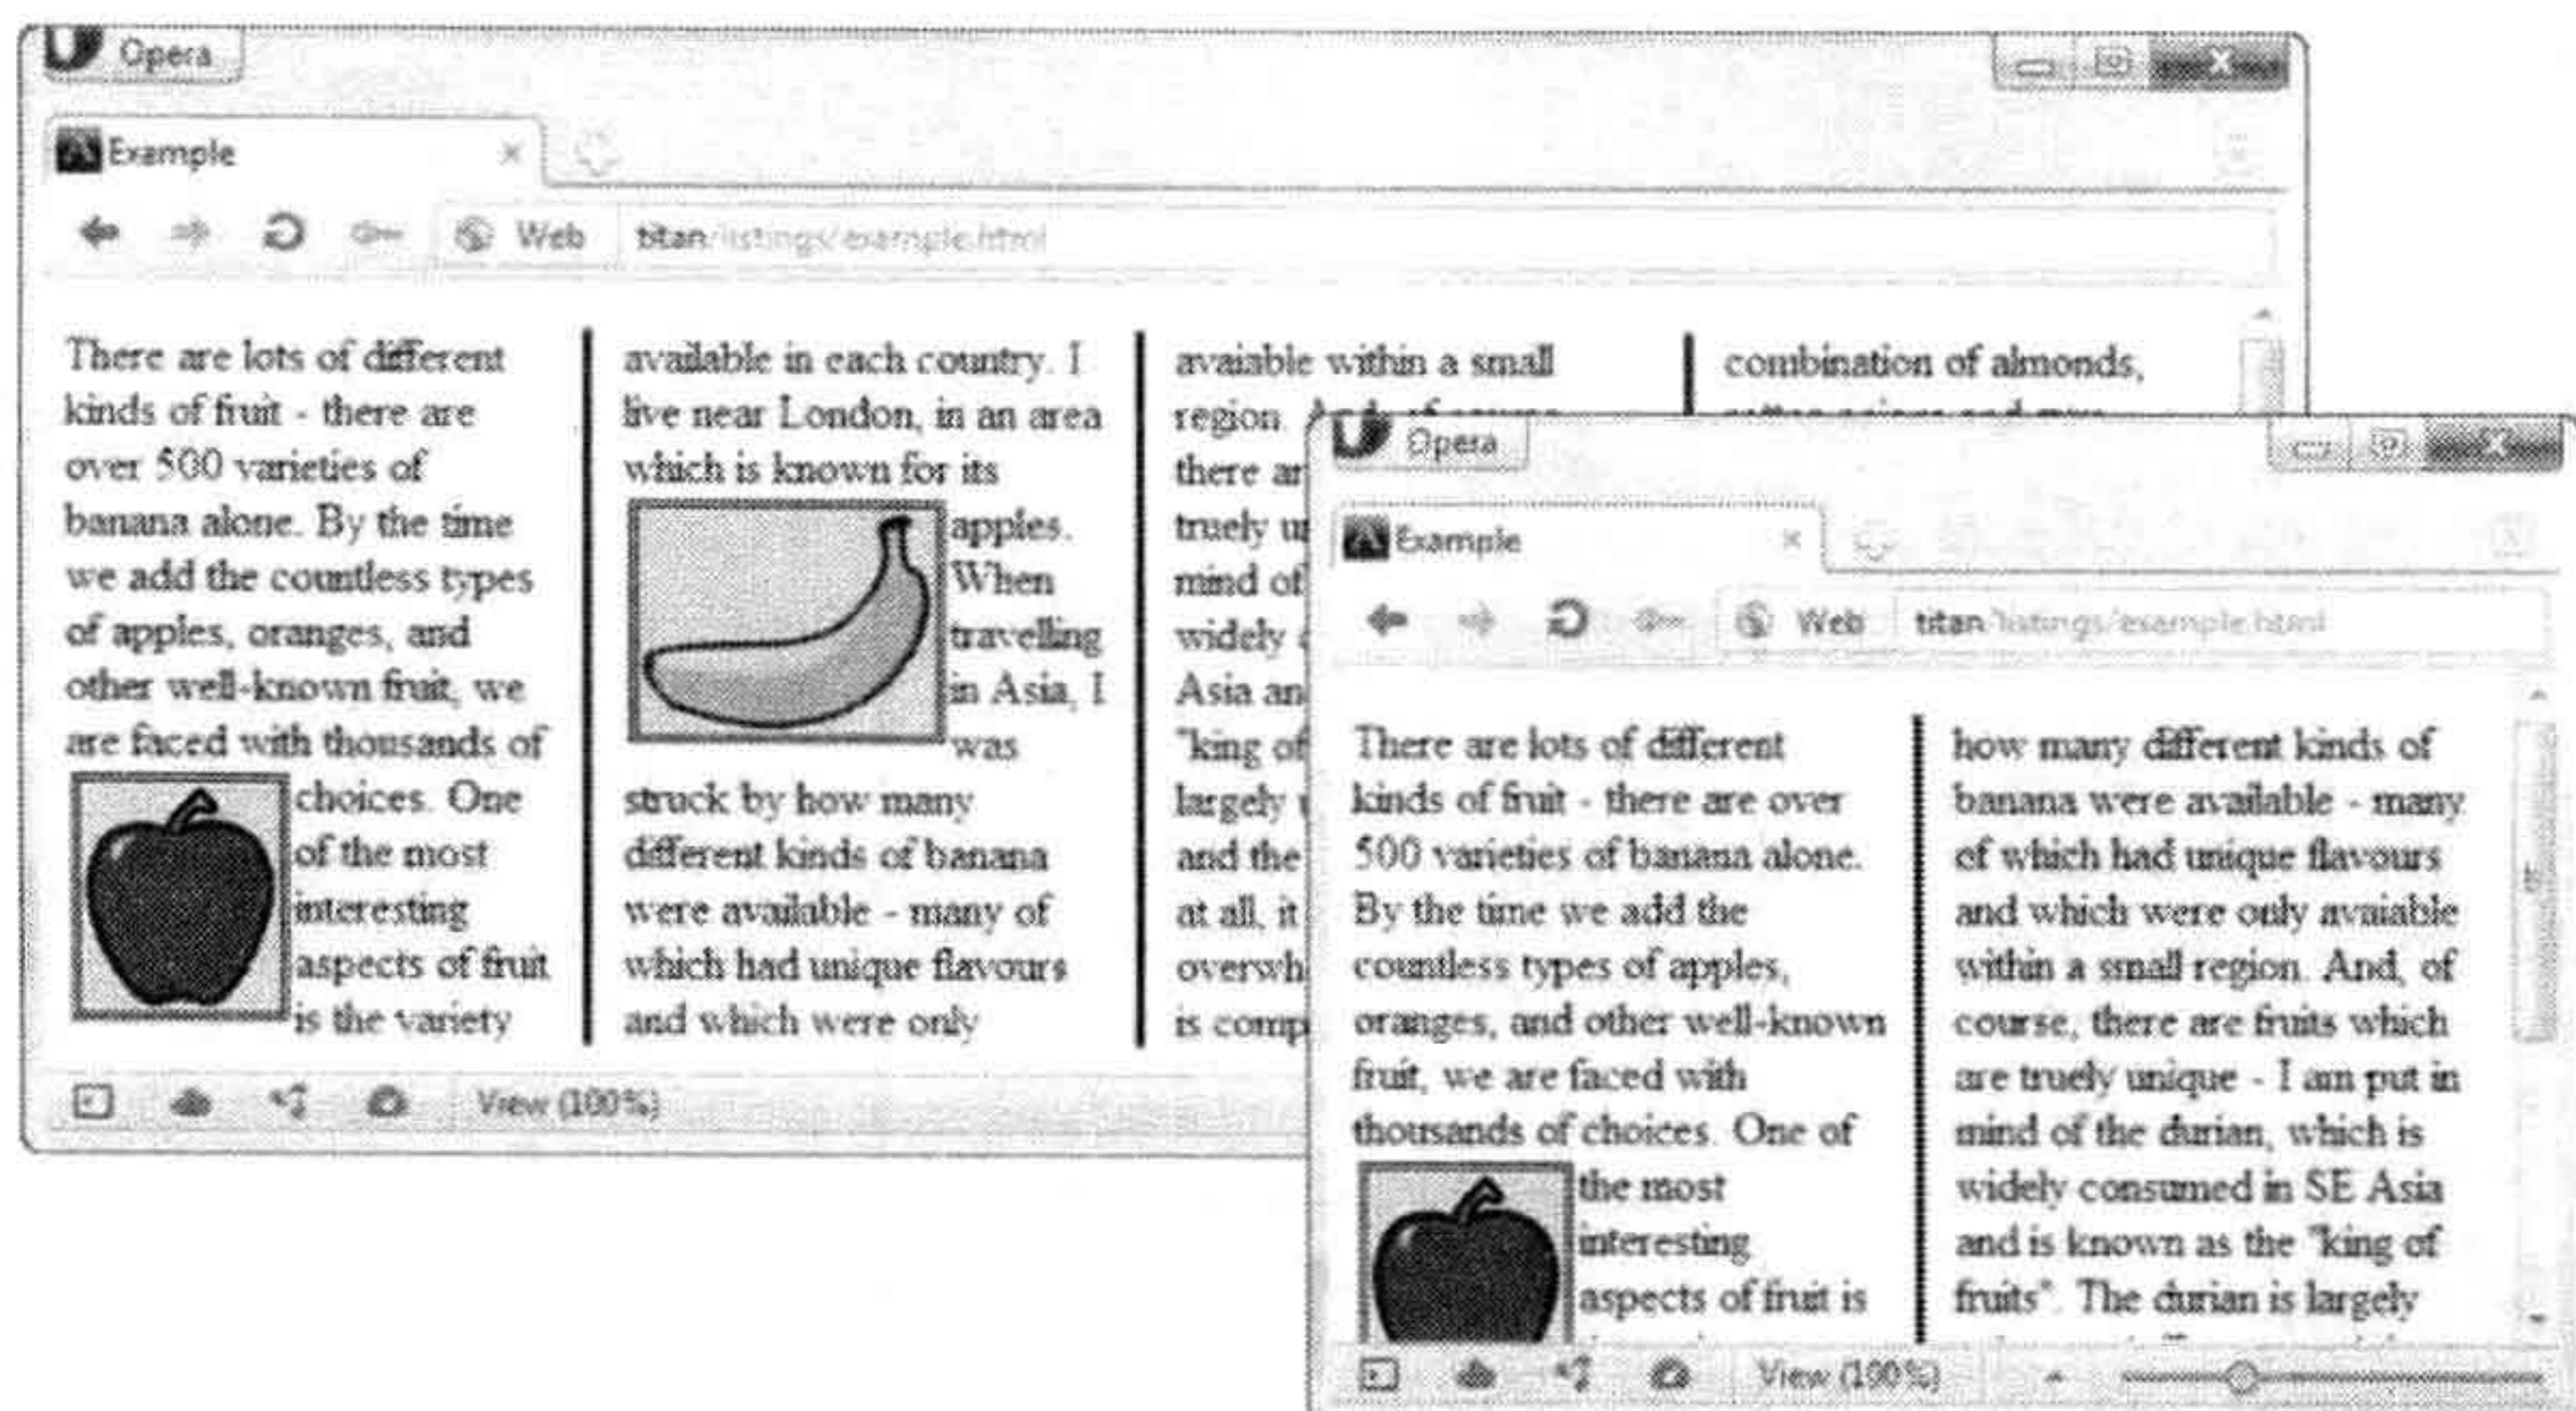 Opera
Example
Web titan/listings/example.html
There are lots of different
kinds of fruit - there are
over 500 varieties of
banana alone. By the time
we add the countless types
of apples, oranges, and
other well-known fruit, we
are faced with thousands of
choices. One
of the most
interesting
aspects of fruit
is the variety
available in each country. I
live near London, in an area
which is known for its
apples.
When
travelling
in Asia, I
was
struck by how many
different kinds of banana
were available - many of
which had unique flavours
and which were only
avaiable within a small
region.
there
truely
mind of
widely
Asia
"king of
largely
and the
at all, it
is
combination of almonds,
View (100%)
Opera
Example
Web titan/listings/example.html
There are lots of different
kinds of fruit - there are over
500 varieties of banana alone.
By the time we add the
countless types of apples,
oranges, and other well-known
fruit, we are faced with
thousands of choices. One of
the most
interesting
aspects of fruit is
how many different kinds of
banana were available - many
of which had unique flavours
and which were only avaiable
within a small region. And, of
course, there are fruits which
are truely unique - I am put in
mind of the durian, which is
widely consumed in SE Asia
and is known as the "king of
fruits". The durian is largely
View (100%)